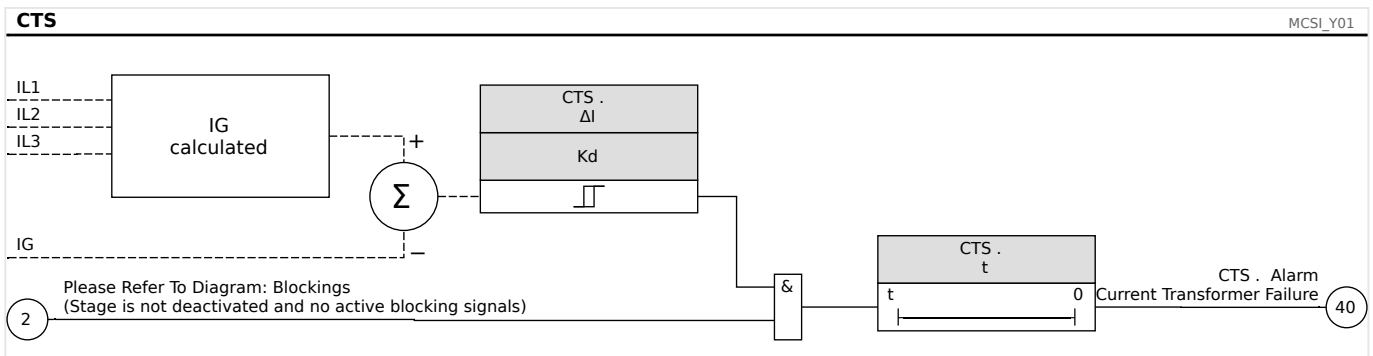 CTS
MCSI_Y01
IL1
IL2
IL3
IG
calculated
+
Σ
−
CTS .
ΔI
Kd
IG
Please Refer To Diagram: Blockings
(Stage is not deactivated and no active blocking signals)
2
&
CTS .
t
t 0
CTS . Alarm
Current Transformer Failure
40